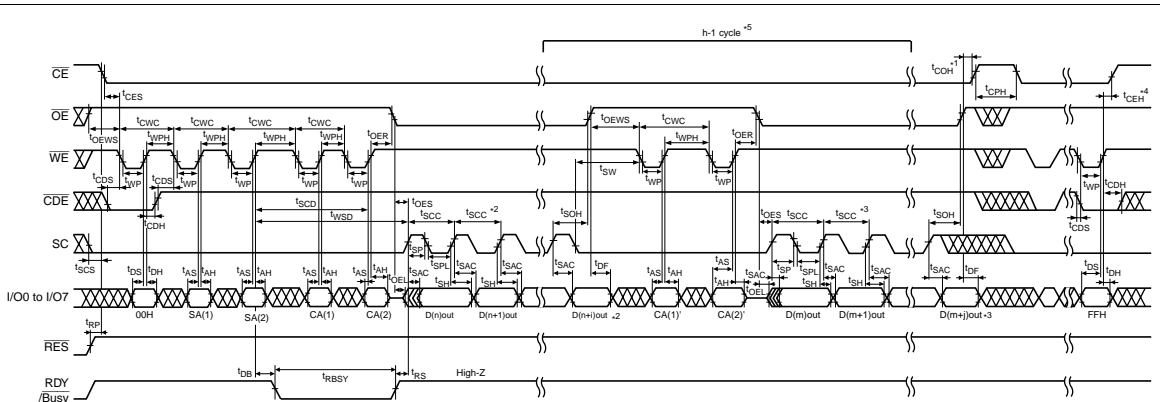 h-1 cycle *5
CE
tCOH*1
tCPH
tCEH*4
tCES
OE
tOEWS tCWC tCWC tCWC tCWC tOER
tWPH tWPH tWPH tWPH
tOEWS tCWC tOER
tWPH
WE
tCDS tWP tCDS tWP tWP tWP tWP
tSW tWP tWP
tWP tCDH
CDE
tCDH
tSCD
tWSD
tOES
tSCC tSCC *2
tSOH
tOES tSCC tSCC *3
tSOH
tCDS
SC
tSCS
tSP tSPL
tSP tSPL
tDS tDH tAS tAH tAS tAH tAS tAH tAS tAH tOEL tSAC tSAC tSAC
tSH tSH
tSAC tDF tAS tAH tAS tAH tSAC tOEL tSAC tSAC
tSH tSH
tSAC tDF
tDS tDH
I/O0 to I/O7
00H SA(1) SA(2) CA(1) CA(2) D(n)out D(n+1)out D(n+i)out *2 CA(1)' CA(2)' D(m)out D(m+1)out D(m+j)out *3 FFH
tRP
RES
tDB tRBSY tRS High-Z
RDY
/Busy